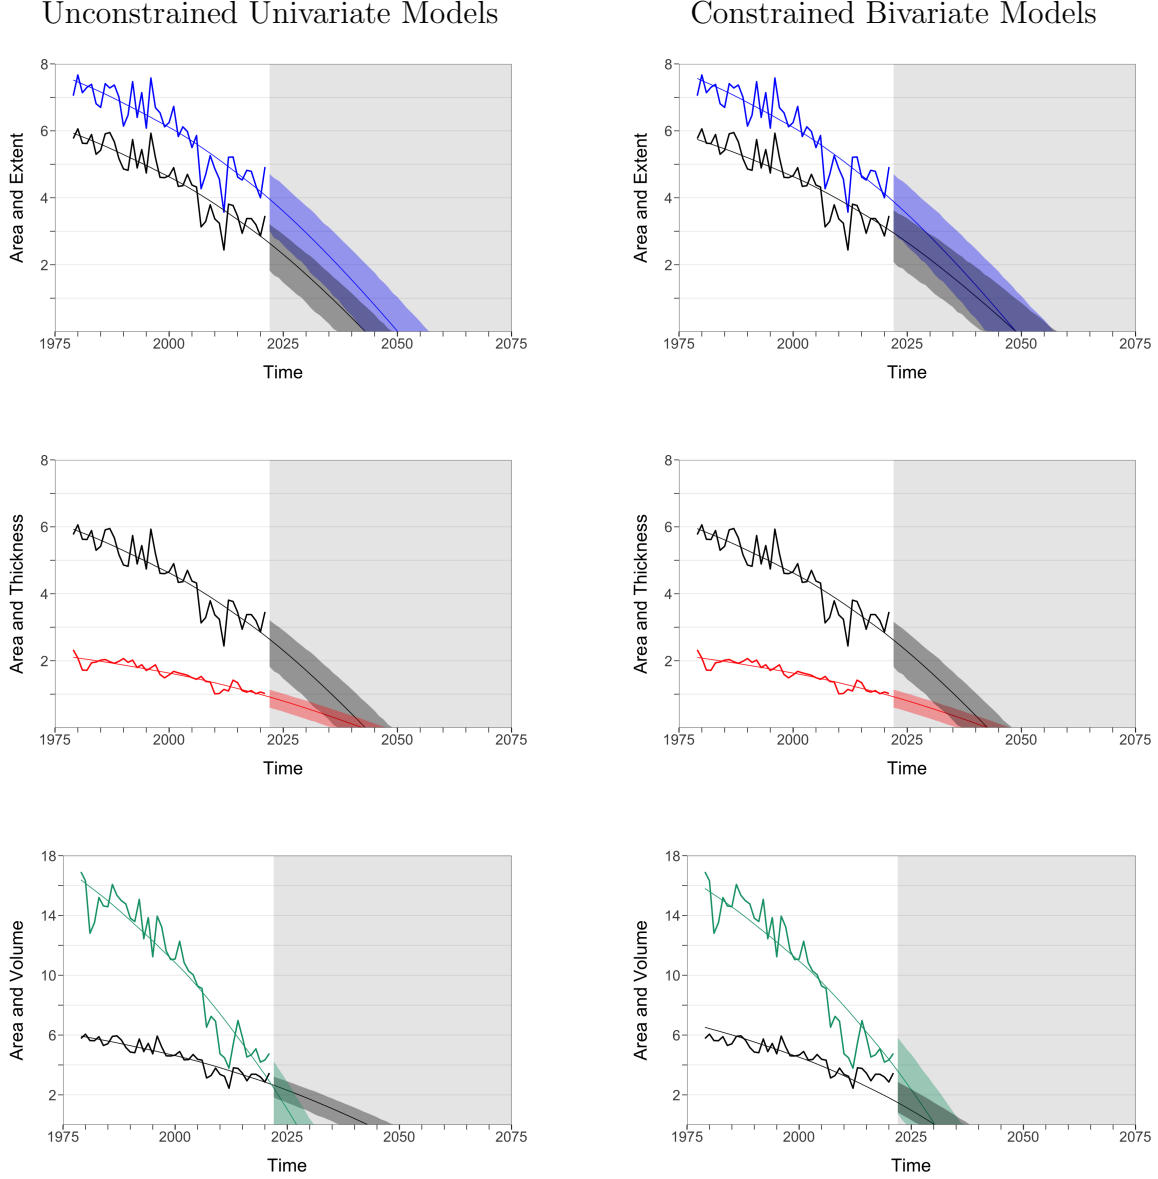 Unconstrained Univariate Models
Constrained Bivariate Models
Area and Extent
8
6
4
2
1975 2000 2025 2050 2075
Time
Area and Extent
8
6
4
2
1975 2000 2025 2050 2075
Time
Area and Thickness
8
6
4
2
1975 2000 2025 2050 2075
Time
Area and Thickness
8
6
4
2
1975 2000 2025 2050 2075
Time
Area and Volume
18
14
10
6
2
1975 2000 2025 2050 2075
Time
Area and Volume
18
14
10
6
2
1975 2000 2025 2050 2075
Time